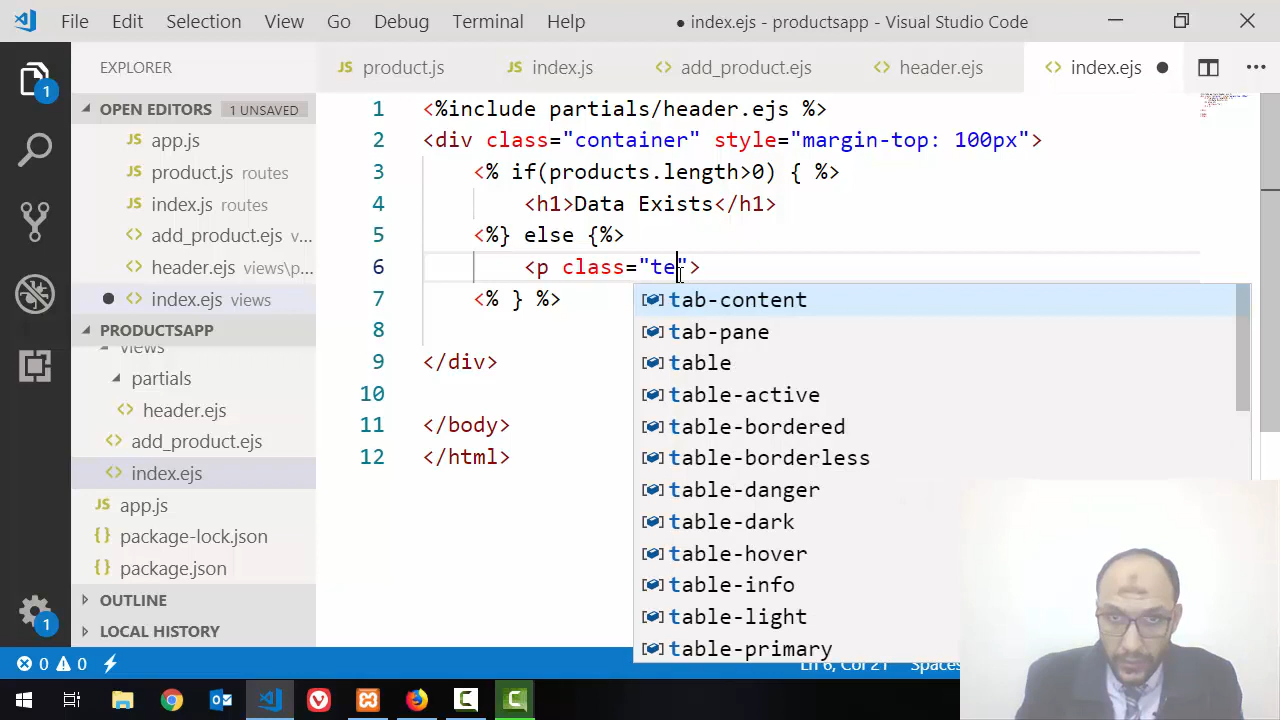 File Edit Selection View Go Debug Terminal Help ● index.ejs - productsapp - Visual Studio Code
EXPLORER
JS product.js JS index.js <> add_product.ejs <> header.ejs <> index.ejs ●
1
OPEN EDITORS 1 UNSAVED
JS app.js
JS product.js routes
JS index.js routes
<> add_product.ejs v...
<> header.ejs views\p...
● <> index.ejs views
PRODUCTSAPP
views
partials
<> header.ejs
<> add_product.ejs
<> index.ejs
JS app.js
{} package-lock.json
{} package.json
OUTLINE
LOCAL HISTORY
1
1 <%include partials/header.ejs %>
2 <div class="container" style="margin-top: 100px">
3 <% if(products.length>0) { %>
4 <h1>Data Exists</h1>
5 <%} else {%>
6 <p class="te">
7 <% } %>
8
9 </div>
10
11 </body>
12 </html>
tab-content
tab-pane
table
table-active
table-bordered
table-borderless
table-danger
table-dark
table-hover
table-info
table-light
table-primary
0 0 Ln 6, Col 21 Spaces